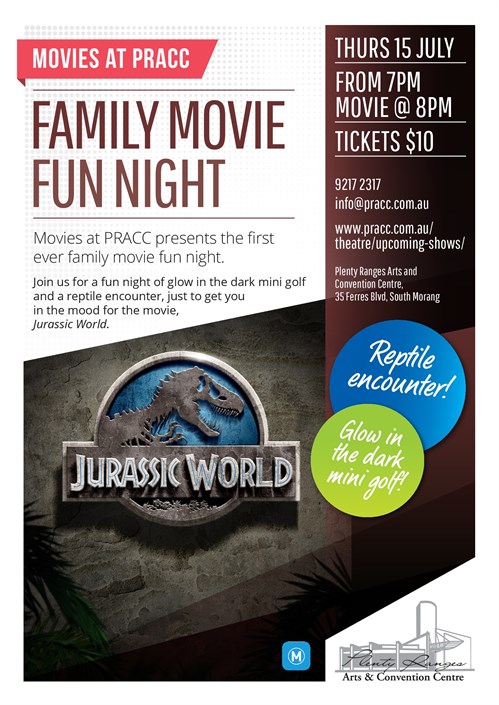 MOVIES AT PRACC
FAMILY MOVIE
FUN NIGHT
Movies at PRACC presents the first
ever family movie fun night.
Join us for a fun night of glow in the dark mini golf
and a reptile encounter, just to get you
in the mood for the movie,
Jurassic World.
THURS 15 JULY
FROM 7PM
MOVIE @ 8PM
TICKETS $10
9217 2317
info@pracc.com.au
www.pracc.com.au/
theatre/upcoming-shows/
Plenty Ranges Arts and
Convention Centre,
35 Ferres Blvd, South Morang
Reptile
encounter!
Glow in
the dark
mini golf!
JURASSIC WORLD
M
Plenty Ranges
Arts & Convention Centre